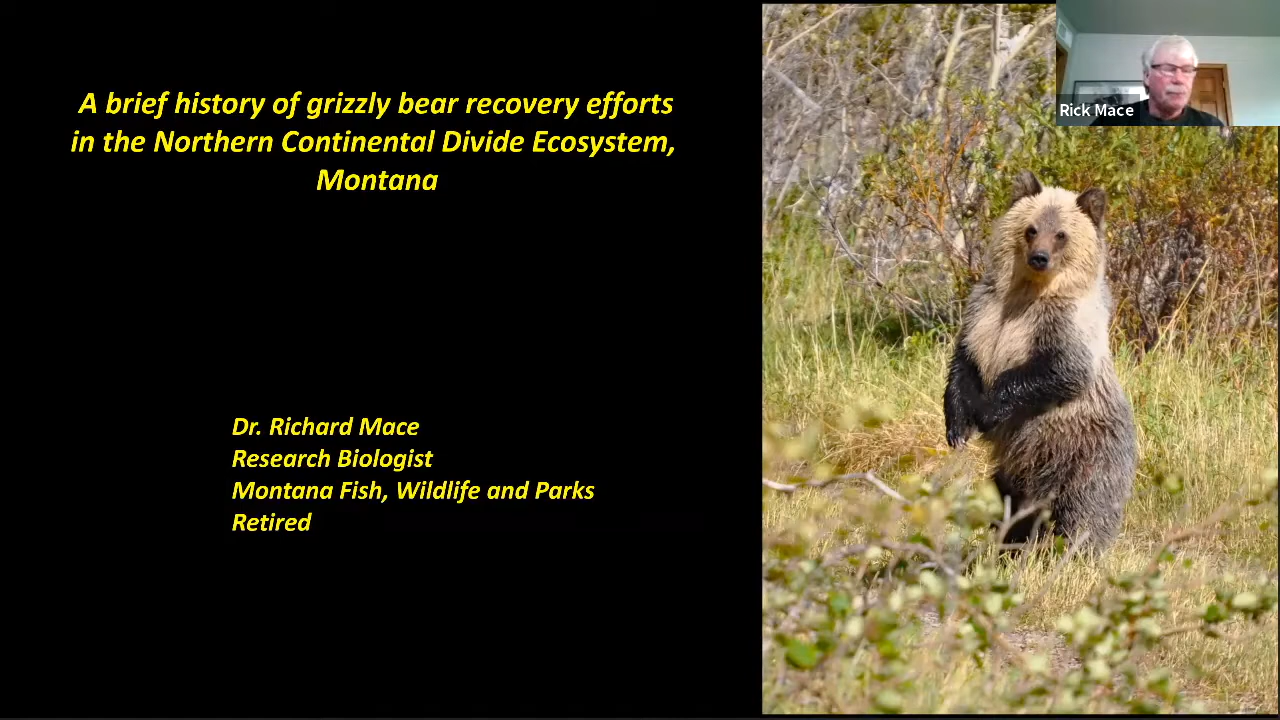 A brief history of grizzly bear recovery efforts
in the Northern Continental Divide Ecosystem,
Montana
Rick Mace
Dr. Richard Mace
Research Biologist
Montana Fish, Wildlife and Parks
Retired